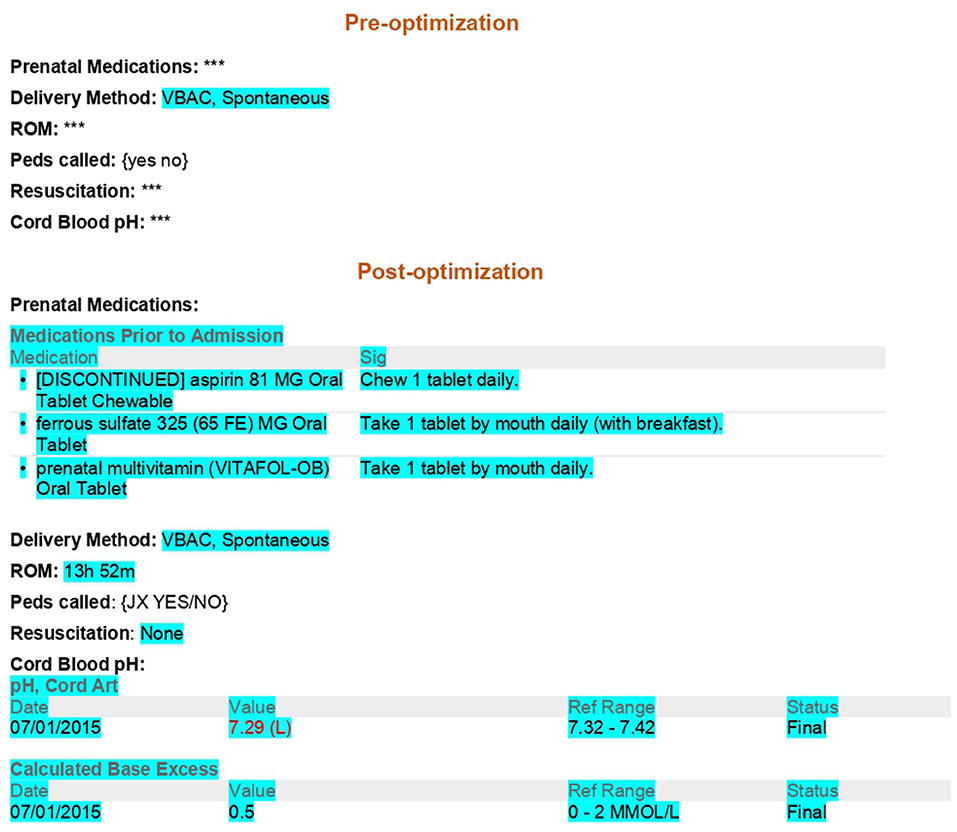 Pre-optimization
Prenatal Medications: ***
Delivery Method: VBAC, Spontaneous
ROM: ***
Peds called: {yes no}
Resuscitation: ***
Cord Blood pH: ***
Post-optimization
Prenatal Medications:
Medications Prior to Admission
Medication Sig
• [DISCONTINUED] aspirin 81 MG Oral Chew 1 tablet daily.
Tablet Chewable
• ferrous sulfate 325 (65 FE) MG Oral Take 1 tablet by mouth daily (with breakfast).
Tablet
• prenatal multivitamin (VITAFOL-OB) Take 1 tablet by mouth daily.
Oral Tablet
Delivery Method: VBAC, Spontaneous
ROM: 13h 52m
Peds called: {JX YES/NO}
Resuscitation: None
Cord Blood pH:
pH, Cord Art
Date Value Ref Range Status
07/01/2015 7.29 (L) 7.32 - 7.42 Final
Calculated Base Excess
Date Value Ref Range Status
07/01/2015 0.5 0 - 2 MMOL/L Final